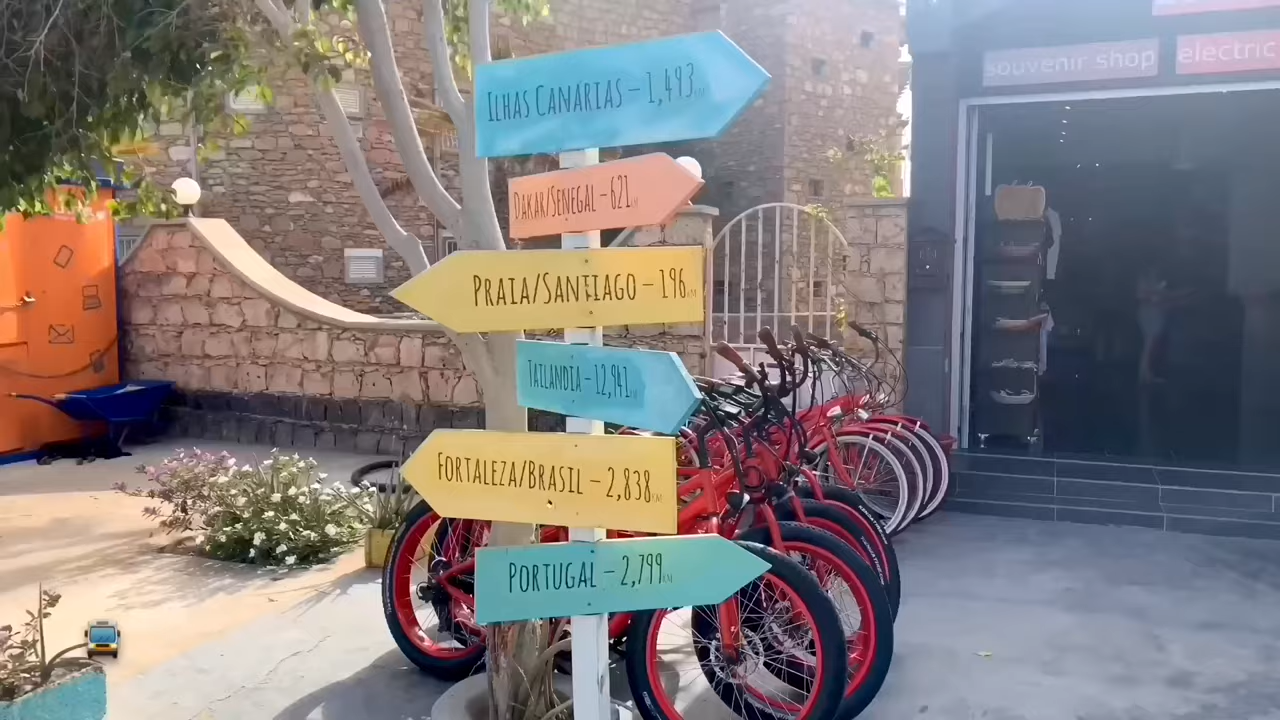 ILHAS CANARIAS - 1,493 KM
DAKAR/SENEGAL - 621 KM
PRAIA/SANTIAGO - 196 KM
TAILANDIA - 12,941 KM
FORTALEZA/BRASIL - 2,838 KM
PORTUGAL - 2,799 KM
souvenir shop
electric